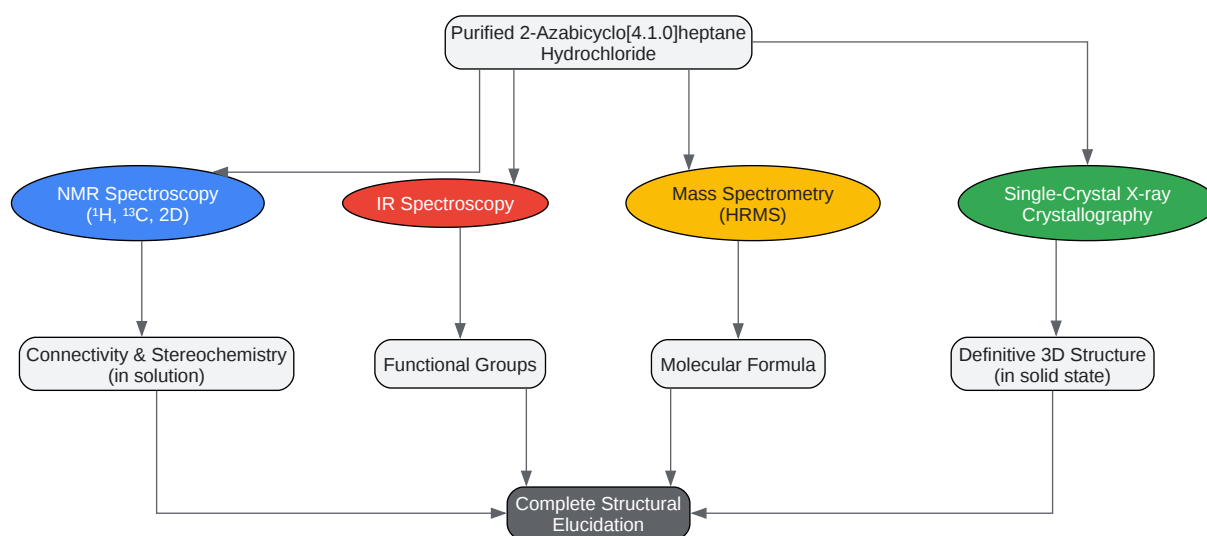 Purified 2-Azabicyclo[4.1.0]heptane
Hydrochloride
NMR Spectroscopy
(¹H, ¹³C, 2D)
IR Spectroscopy
Mass Spectrometry
(HRMS)
Single-Crystal X-ray
Crystallography
Connectivity & Stereochemistry
(in solution)
Functional Groups
Molecular Formula
Definitive 3D Structure
(in solid state)
Complete Structural
Elucidation